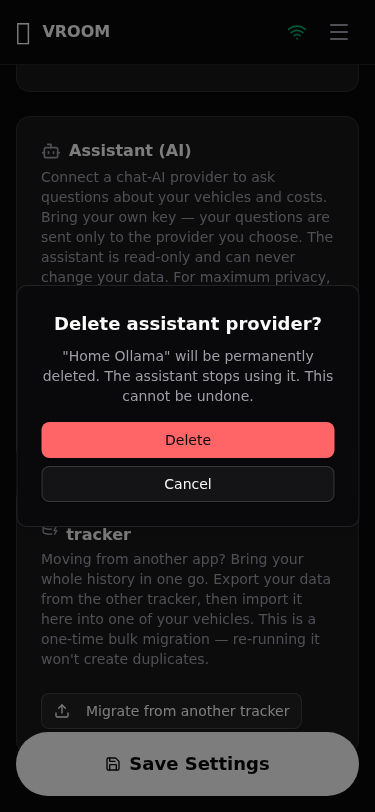 VROOM
Assistant (AI)
Connect a chat-AI provider to ask
questions about your vehicles and costs.
Bring your own key — your questions are
sent only to the provider you choose. The
assistant is read-only and can never
change your data. For maximum privacy,
Delete assistant provider?
"Home Ollama" will be permanently
deleted. The assistant stops using it. This
cannot be undone.
Delete
Cancel
tracker
Moving from another app? Bring your
whole history in one go. Export your data
from the other tracker, then import it
here into one of your vehicles. This is a
one-time bulk migration — re-running it
won't create duplicates.
Migrate from another tracker
Save Settings